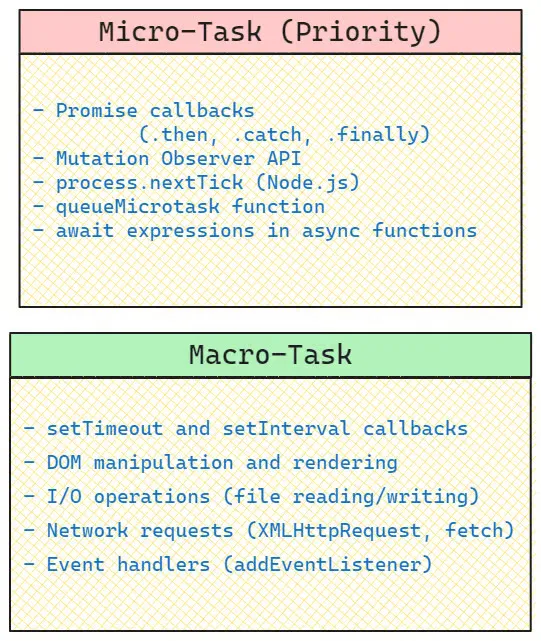 Micro-Task (Priority)
- Promise callbacks
(.then, .catch, .finally)
- Mutation Observer API
- process.nextTick (Node.js)
- queueMicrotask function
- await expressions in async functions
Macro-Task
- setTimeout and setInterval callbacks
- DOM manipulation and rendering
- I/O operations (file reading/writing)
- Network requests (XMLHttpRequest, fetch)
- Event handlers (addEventListener)